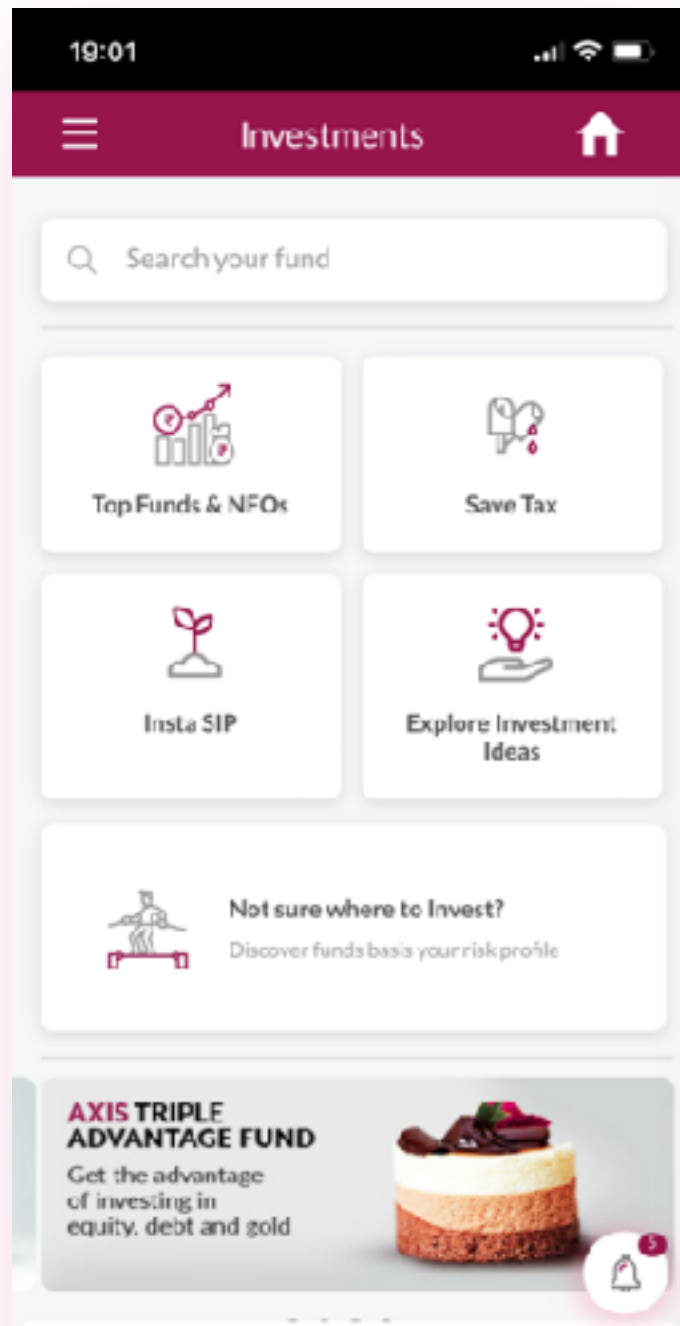 19:01
Investments
Search your fund
Top Funds & NFOs
Save Tax
Insta SIP
Explore Investment
Ideas
Not sure where to Invest?
Discover funds basis your risk profile
AXIS TRIPLE
ADVANTAGE FUND
Get the advantage
of investing in
equity, debt and gold
5